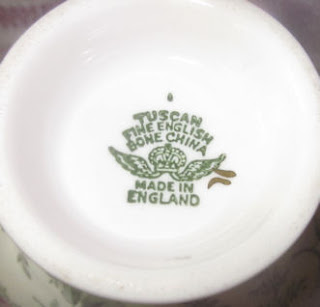 TUSCAN
FINE ENGLISH
BONE CHINA
MADE IN
ENGLAND